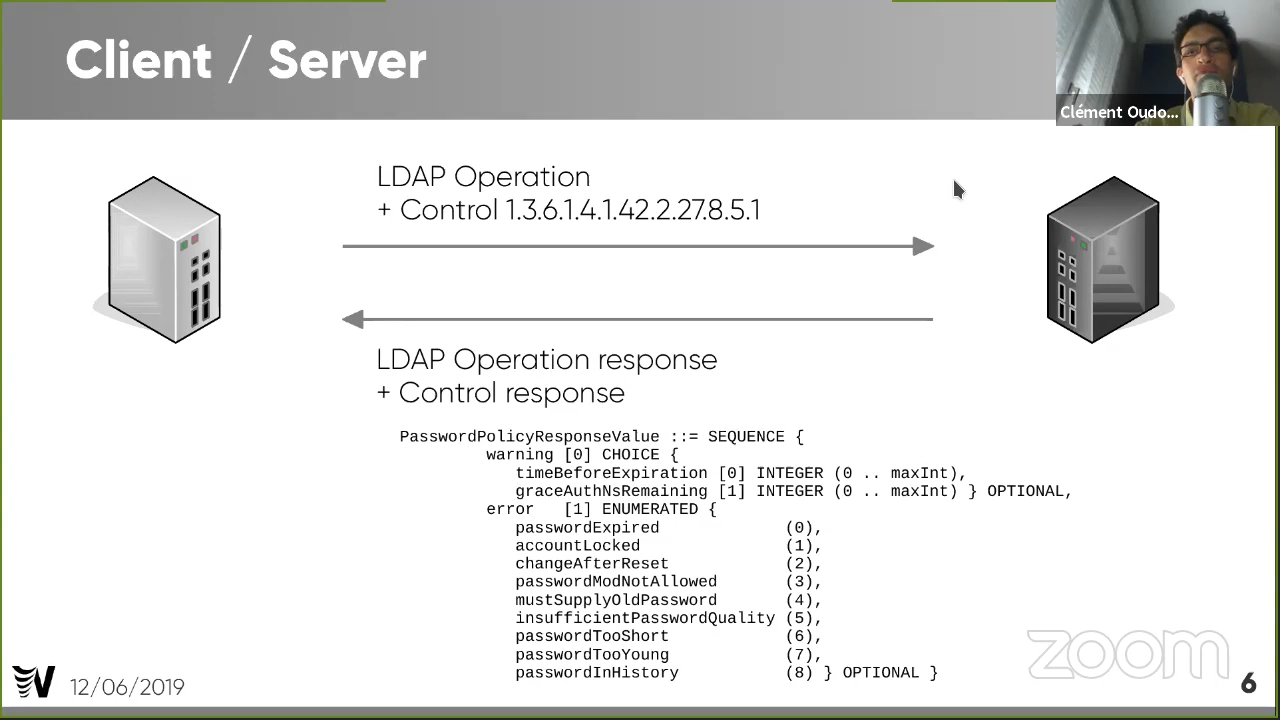 Client / Server
Clément Oudo...
LDAP Operation
+ Control 1.3.6.1.4.1.42.2.27.8.5.1
LDAP Operation response
+ Control response
PasswordPolicyResponseValue ::= SEQUENCE {
warning [0] CHOICE {
timeBeforeExpiration [0] INTEGER (0 .. maxInt),
graceAuthNsRemaining [1] INTEGER (0 .. maxInt) } OPTIONAL,
error [1] ENUMERATED {
passwordExpired (0),
accountLocked (1),
changeAfterReset (2),
passwordModNotAllowed (3),
mustSupplyOldPassword (4),
insufficientPasswordQuality (5),
passwordTooShort (6),
passwordTooYoung (7),
passwordInHistory (8) } OPTIONAL }
zoom
W 12/06/2019
6